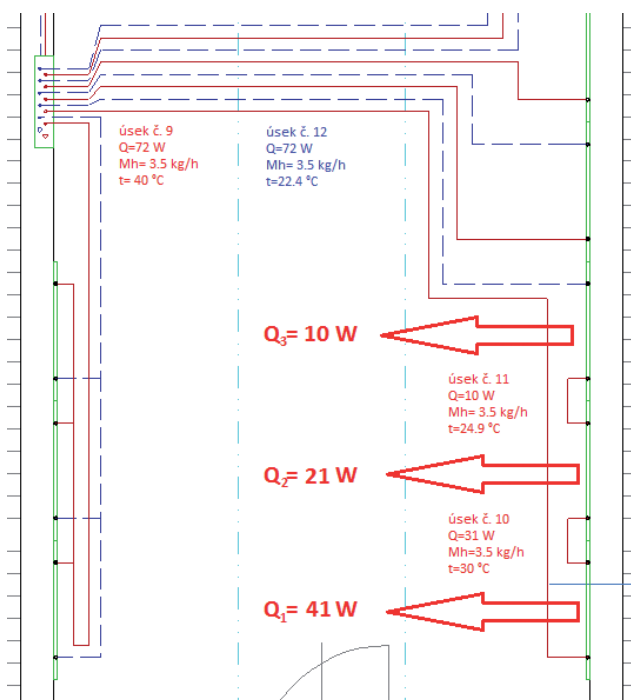 úsek č. 9
Q=72 W
Mh= 3.5 kg/h
t= 40 °C
úsek č. 12
Q=72 W
Mh= 3.5 kg/h
t=22.4 °C
Q3= 10 W
úsek č. 11
Q=10 W
Mh= 3.5 kg/h
t=24.9 °C
Q2= 21 W
úsek č. 10
Q=31 W
Mh=3.5 kg/h
t=30 °C
Q1= 41 W